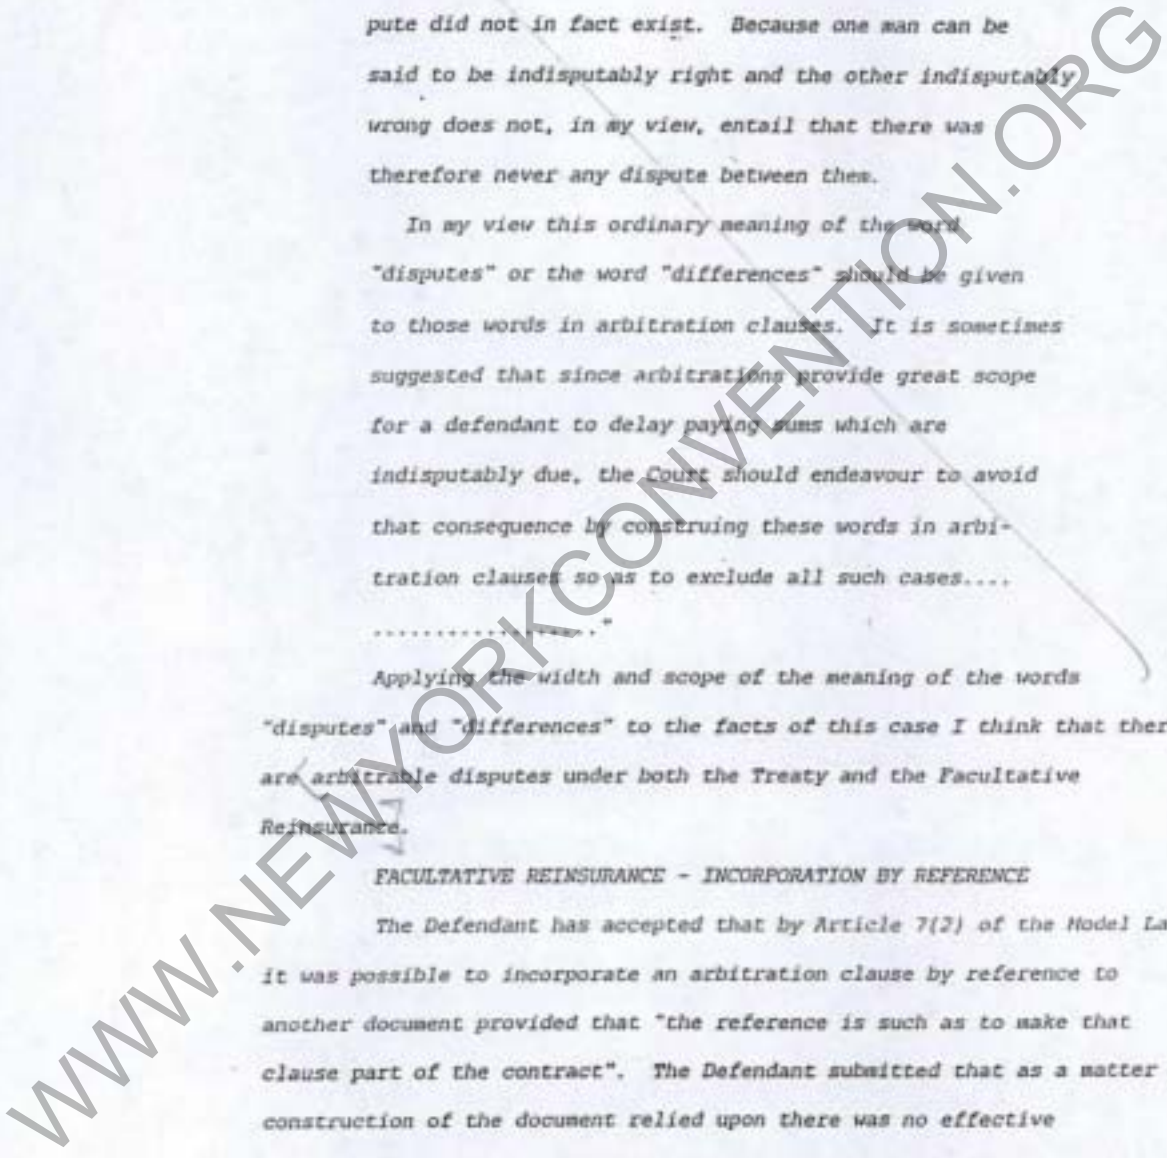 pute did not in fact exist. Because one man can be
said to be indisputably right and the other indisputably
wrong does not, in my view, entail that there was
therefore never any dispute between them.
In my view this ordinary meaning of the word
"disputes" or the word "differences" should be given
to those words in arbitration clauses. It is sometimes
suggested that since arbitrations provide great scope
for a defendant to delay paying sums which are
indisputably due, the Court should endeavour to avoid
that consequence by construing these words in arbi-
tration clauses so as to exclude all such cases....
.................."
Applying the width and scope of the meaning of the words
"disputes" and "differences" to the facts of this case I think that ther
are arbitrable disputes under both the Treaty and the Facultative
Reinsurance.
FACULTATIVE REINSURANCE - INCORPORATION BY REFERENCE
The Defendant has accepted that by Article 7(2) of the Model La
it was possible to incorporate an arbitration clause by reference to
another document provided that "the reference is such as to make that
clause part of the contract". The Defendant submitted that as a matter
construction of the document relied upon there was no effective
WWW.NEWYORKCONVENTION.ORG